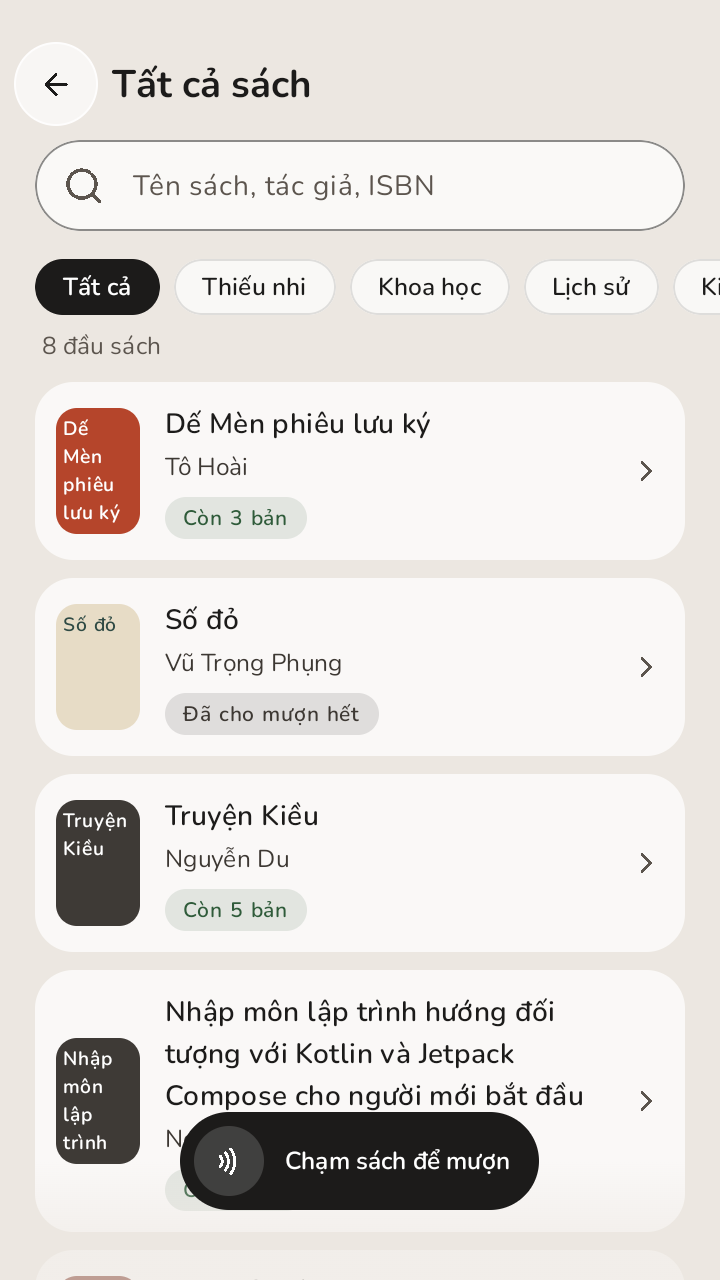 Tất cả sách
Tên sách, tác giả, ISBN
Tất cả
Thiếu nhi
Khoa học
Lịch sử
8 đầu sách
Dế
Mèn
phiêu
lưu ký
Dế Mèn phiêu lưu ký
Tô Hoài
Còn 3 bản
Số đỏ
Số đỏ
Vũ Trọng Phụng
Đã cho mượn hết
Truyện
Kiều
Truyện Kiều
Nguyễn Du
Còn 5 bản
Nhập
môn
lập
trình
Nhập môn lập trình hướng đối
tượng với Kotlin và Jetpack
Compose cho người mới bắt đầu
Chạm sách để mượn